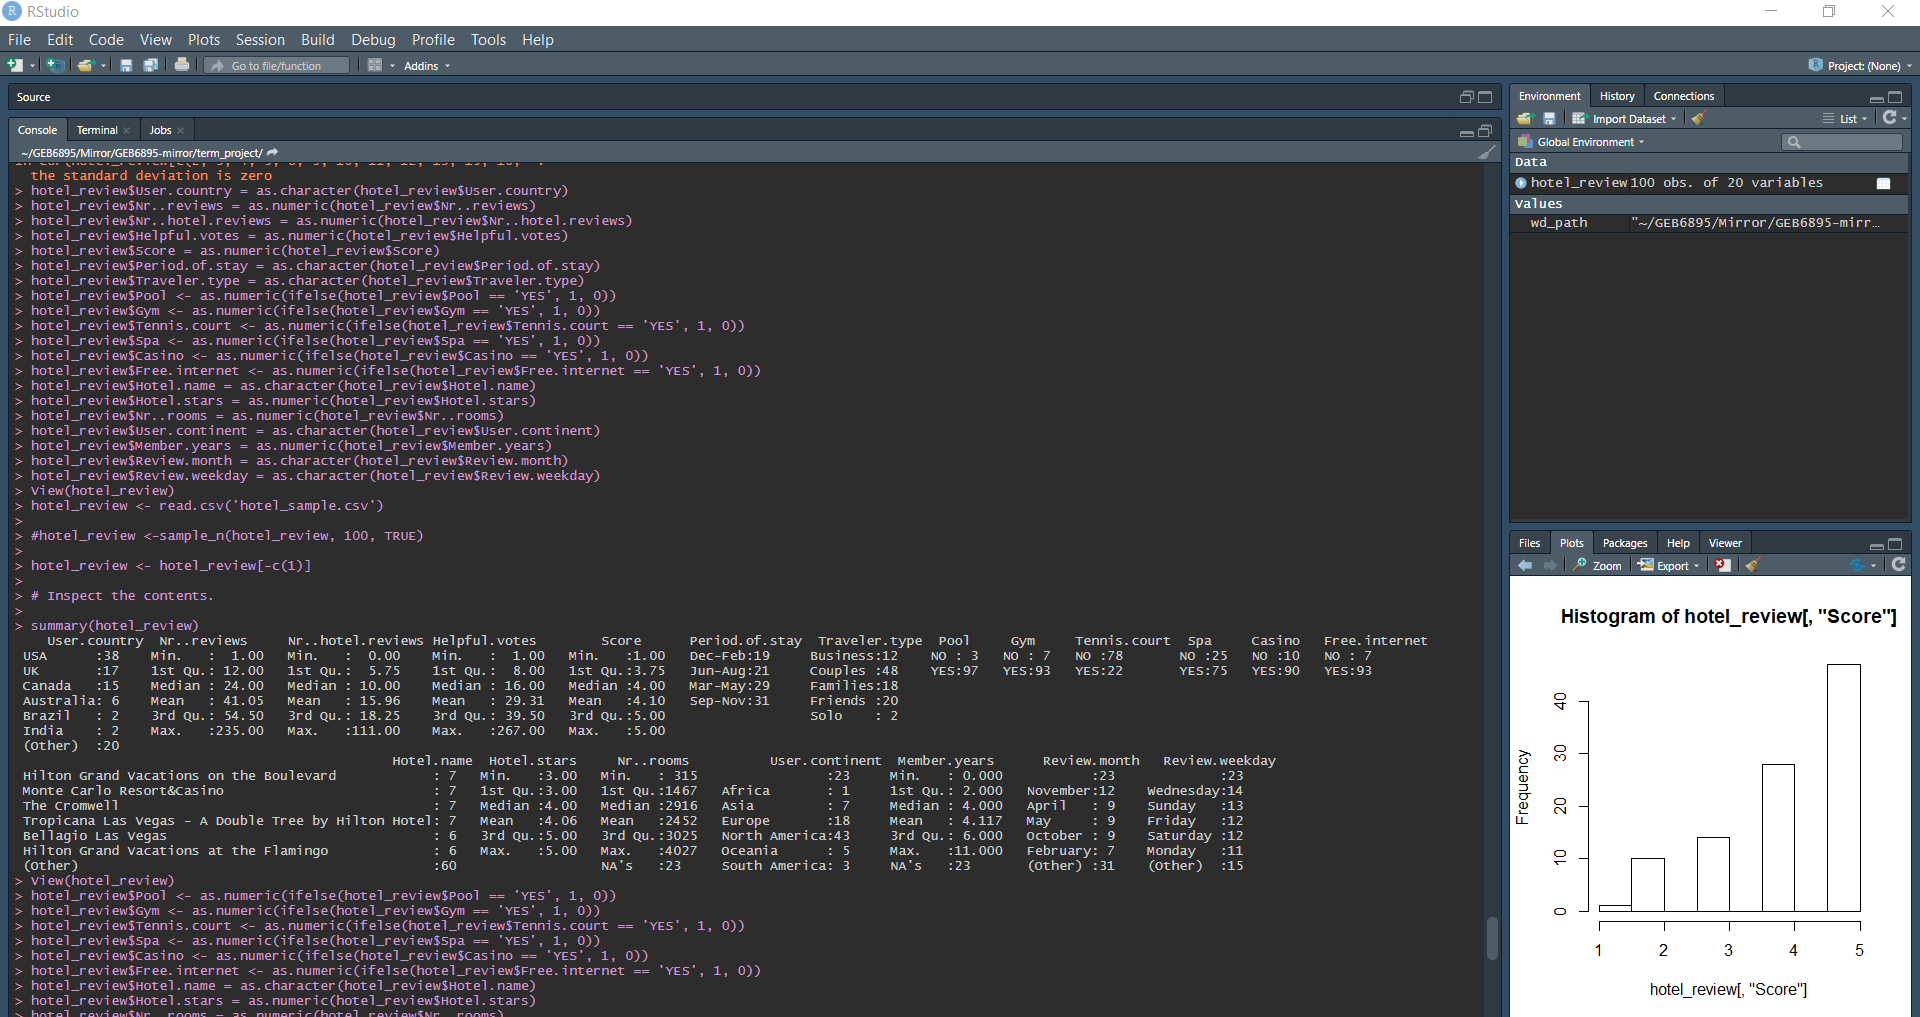 RStudio
File Edit Code View Plots Session Build Debug Profile Tools Help
Go to file/function Addins Project: (None)
Source
Console Terminal Jobs
~/GEB6895/Mirror/GEB6895-mirror/term_project/
the standard deviation is zero
> hotel_review$User.country = as.character(hotel_review$User.country)
> hotel_review$Nr..reviews = as.numeric(hotel_review$Nr..reviews)
> hotel_review$Nr..hotel.reviews = as.numeric(hotel_review$Nr..hotel.reviews)
> hotel_review$Helpful.votes = as.numeric(hotel_review$Helpful.votes)
> hotel_review$Score = as.numeric(hotel_review$Score)
> hotel_review$Period.of.stay = as.character(hotel_review$Period.of.stay)
> hotel_review$Traveler.type = as.character(hotel_review$Traveler.type)
> hotel_review$Pool <- as.numeric(ifelse(hotel_review$Pool == 'YES', 1, 0))
> hotel_review$Gym <- as.numeric(ifelse(hotel_review$Gym == 'YES', 1, 0))
> hotel_review$Tennis.court <- as.numeric(ifelse(hotel_review$Tennis.court == 'YES', 1, 0))
> hotel_review$Spa <- as.numeric(ifelse(hotel_review$Spa == 'YES', 1, 0))
> hotel_review$Casino <- as.numeric(ifelse(hotel_review$Casino == 'YES', 1, 0))
> hotel_review$Free.internet <- as.numeric(ifelse(hotel_review$Free.internet == 'YES', 1, 0))
> hotel_review$Hotel.name = as.character(hotel_review$Hotel.name)
> hotel_review$Hotel.stars = as.numeric(hotel_review$Hotel.stars)
> hotel_review$Nr..rooms = as.numeric(hotel_review$Nr..rooms)
> hotel_review$User.continent = as.character(hotel_review$User.continent)
> hotel_review$Member.years = as.numeric(hotel_review$Member.years)
> hotel_review$Review.month = as.character(hotel_review$Review.month)
> hotel_review$Review.weekday = as.character(hotel_review$Review.weekday)
> View(hotel_review)
> hotel_review <- read.csv('hotel_sample.csv')
>
> #hotel_review <-sample_n(hotel_review, 100, TRUE)
>
> hotel_review <- hotel_review[-c(1)]
>
> # Inspect the contents.
>
> summary(hotel_review)
User.country Nr..reviews Nr..hotel.reviews Helpful.votes Score Period.of.stay Traveler.type Pool Gym Tennis.court Spa Casino Free.internet
USA :38 Min. : 1.00 Min. : 0.00 Min. : 1.00 Min. :1.00 Dec-Feb:19 Business:12 NO : 3 NO : 7 NO :78 NO :25 NO :10 NO : 7
UK :17 1st Qu.: 12.00 1st Qu.: 5.75 1st Qu.: 8.00 1st Qu.:3.75 Jun-Aug:21 Couples :48 YES:97 YES:93 YES:22 YES:75 YES:90 YES:93
Canada :15 Median : 24.00 Median : 10.00 Median : 16.00 Median :4.00 Mar-May:29 Families:18
Australia: 6 Mean : 41.05 Mean : 15.96 Mean : 29.31 Mean :4.10 Sep-Nov:31 Friends :20
Brazil : 2 3rd Qu.: 54.50 3rd Qu.: 18.25 3rd Qu.: 39.50 3rd Qu.:5.00 Solo : 2
India : 2 Max. :235.00 Max. :111.00 Max. :267.00 Max. :5.00
(Other) :20
Hotel.name Hotel.stars Nr..rooms User.continent Member.years Review.month Review.weekday
Hilton Grand Vacations on the Boulevard : 7 Min. :3.00 Min. : 315 :23 Min. : 0.000 :23 :23
Monte Carlo Resort&Casino : 7 1st Qu.:3.00 1st Qu.:1467 Africa : 1 1st Qu.: 2.000 November:12 Wednesday:14
The Cromwell : 7 Median :4.00 Median :2916 Asia : 7 Median : 4.000 April : 9 Sunday :13
Tropicana Las Vegas - A Double Tree by Hilton Hotel: 7 Mean :4.06 Mean :2452 Europe :18 Mean : 4.117 May : 9 Friday :12
Bellagio Las Vegas : 6 3rd Qu.:5.00 3rd Qu.:3025 North America:43 3rd Qu.: 6.000 October : 9 Saturday :12
Hilton Grand Vacations at the Flamingo : 6 Max. :5.00 Max. :4027 Oceania : 5 Max. :11.000 February: 7 Monday :11
(Other) :60 NA's :23 South America: 3 NA's :23 (Other) :31 (Other) :15
> View(hotel_review)
> hotel_review$Pool <- as.numeric(ifelse(hotel_review$Pool == 'YES', 1, 0))
> hotel_review$Gym <- as.numeric(ifelse(hotel_review$Gym == 'YES', 1, 0))
> hotel_review$Tennis.court <- as.numeric(ifelse(hotel_review$Tennis.court == 'YES', 1, 0))
> hotel_review$Spa <- as.numeric(ifelse(hotel_review$Spa == 'YES', 1, 0))
> hotel_review$Casino <- as.numeric(ifelse(hotel_review$Casino == 'YES', 1, 0))
> hotel_review$Free.internet <- as.numeric(ifelse(hotel_review$Free.internet == 'YES', 1, 0))
> hotel_review$Hotel.name = as.character(hotel_review$Hotel.name)
> hotel_review$Hotel.stars = as.numeric(hotel_review$Hotel.stars)
> hotel_review$Nr..rooms = as.numeric(hotel_review$Nr..rooms)
Environment History Connections
Import Dataset List
Global Environment
Data
hotel_review 100 obs. of 20 variables
Values
wd_path "~/GEB6895/Mirror/GEB6895-mirr…
Files Plots Packages Help Viewer
Zoom Export
Histogram of hotel_review[, "Score"]
Frequency
40
30
20
10
0
1 2 3 4 5
hotel_review[, "Score"]